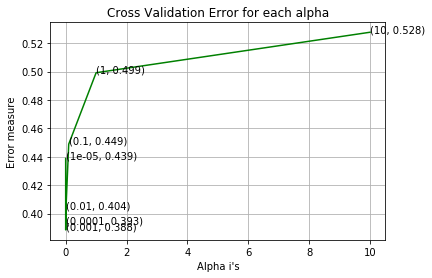 Cross Validation Error for each alpha
(10, 0.528)
0.52
0.50
(1, 0.499)
0.48
0.46
(0.1, 0.449)
0.44
(1e-05, 0.439)
0.42
(0.01, 0.404)
0.40
(0.0001, 0.393)
(0.001, 0.388)
0 2 4 6 8 10
Alpha i's
Error measure